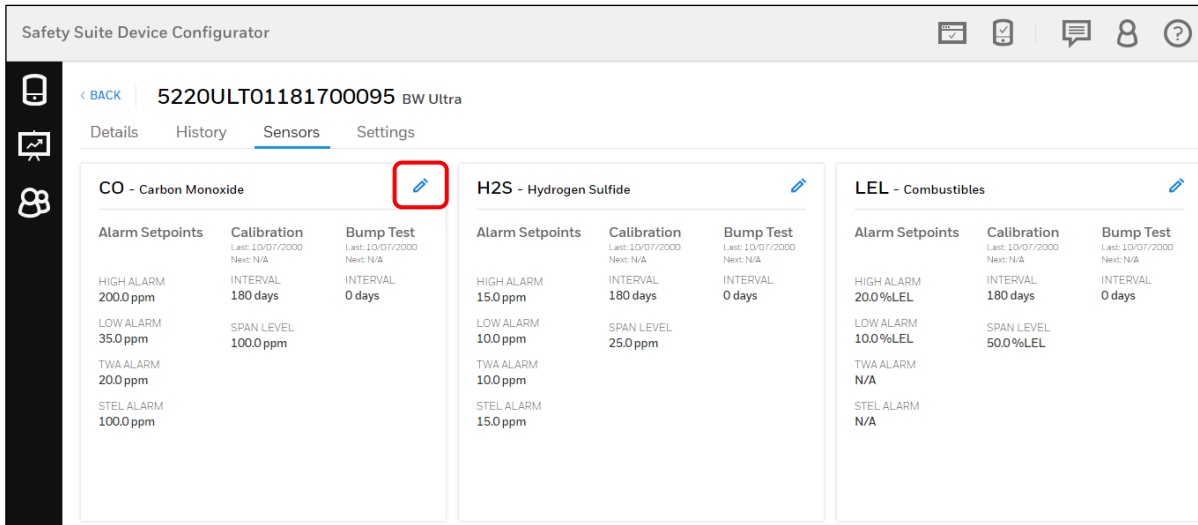 Safety Suite Device Configurator
< BACK
5220ULT01181700095 BW Ultra
Details History Sensors Settings
CO - Carbon Monoxide
Alarm Setpoints
HIGH ALARM
200.0 ppm
LOW ALARM
35.0 ppm
TWA ALARM
20.0 ppm
STEL ALARM
100.0 ppm
Calibration
Last: 10/07/2000
Next: N/A
INTERVAL
180 days
SPAN LEVEL
100.0 ppm
Bump Test
Last: 10/07/2000
Next: N/A
INTERVAL
0 days
H2S - Hydrogen Sulfide
Alarm Setpoints
HIGH ALARM
15.0 ppm
LOW ALARM
10.0 ppm
TWA ALARM
10.0 ppm
STEL ALARM
15.0 ppm
Calibration
Last: 10/07/2000
Next: N/A
INTERVAL
180 days
SPAN LEVEL
25.0 ppm
Bump Test
Last: 10/07/2000
Next: N/A
INTERVAL
0 days
LEL - Combustibles
Alarm Setpoints
HIGH ALARM
20.0 %LEL
LOW ALARM
10.0 %LEL
TWA ALARM
N/A
STEL ALARM
N/A
Calibration
Last: 10/07/2000
Next: N/A
INTERVAL
180 days
SPAN LEVEL
50.0 %LEL
Bump Test
Last: 10/07/2000
Next: N/A
INTERVAL
0 days